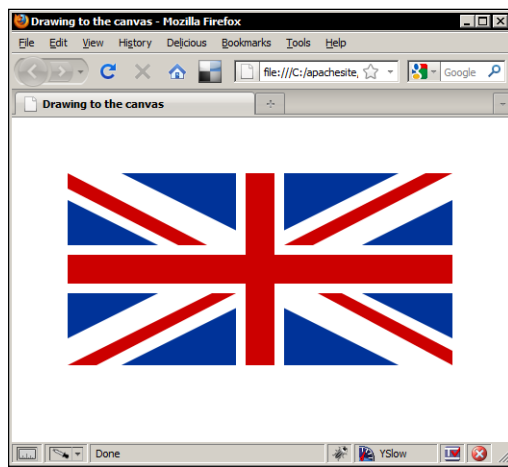 Drawing to the canvas - Mozilla Firefox
File Edit View History Delicious Bookmarks Tools Help
file:///C:/apachesite, Google
Drawing to the canvas
Done YSlow